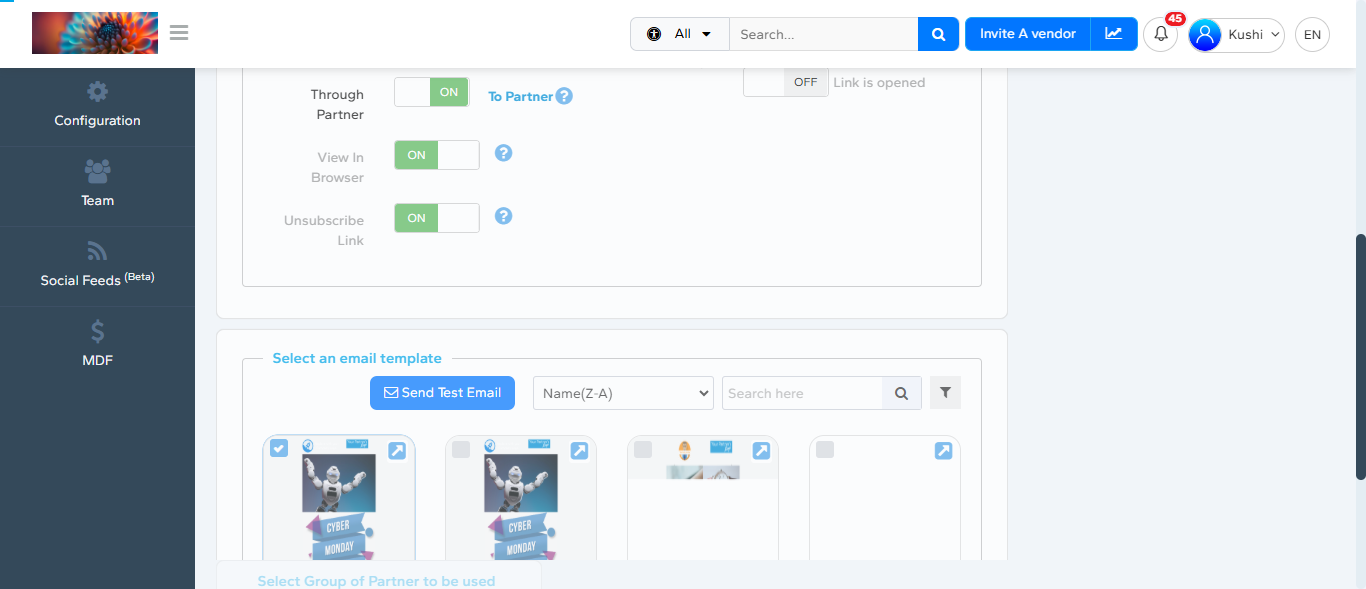 All
Search...
Invite A vendor
45
Kushi
EN
Configuration
Team
Social Feeds (Beta)
MDF
Through
Partner
ON
To Partner
?
OFF
Link is opened
View In
Browser
ON
?
Unsubscribe
Link
ON
?
Select an email template
Send Test Email
Name(Z-A)
Search here
CYBER
MONDAY
CYBER
MONDAY
Select Group of Partner to be used